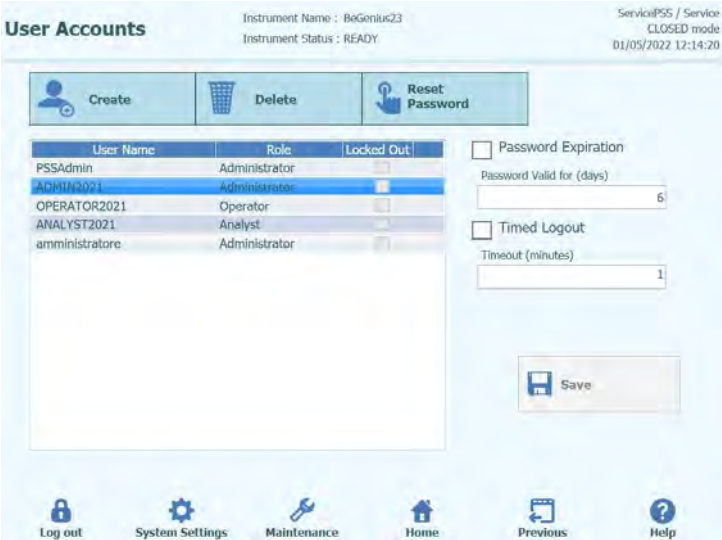 User Accounts
Instrument Name : BeGenius23
Instrument Status : READY
ServicePSS / Service
CLOSED mode
01/05/2022 12:14:20
Create
Delete
Reset
Password
User Name Role Locked Out
PSSAdmin Administrator
ADMIN2021 Administrator
OPERATOR2021 Operator
ANALYST2021 Analyst
amministratore Administrator
Password Expiration
Password Valid for (days)
6
Timed Logout
Timeout (minutes)
1
Save
Log out System Settings Maintenance Home Previous Help